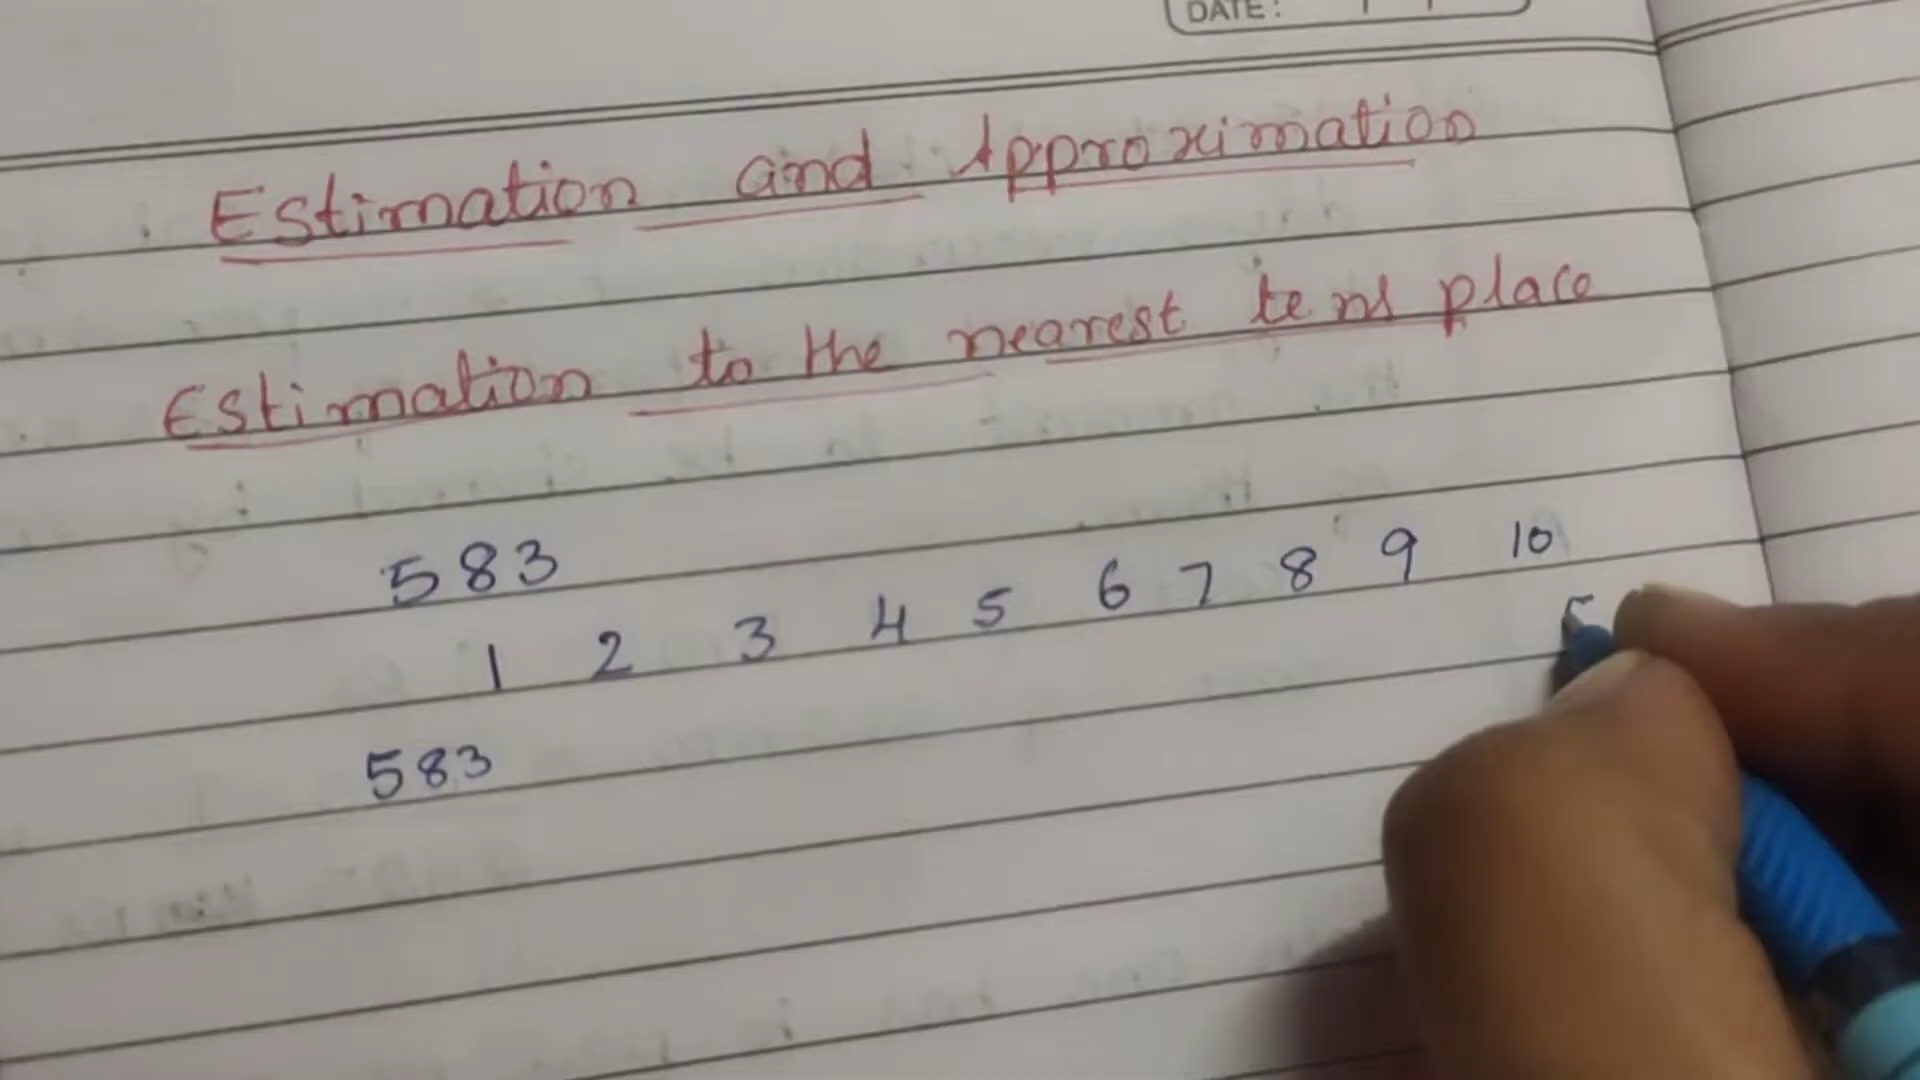 DATE:
Estimation and Approximation
Estimation to the nearest tens place
583
1 2 3 4 5 6 7 8 9 10
5
583